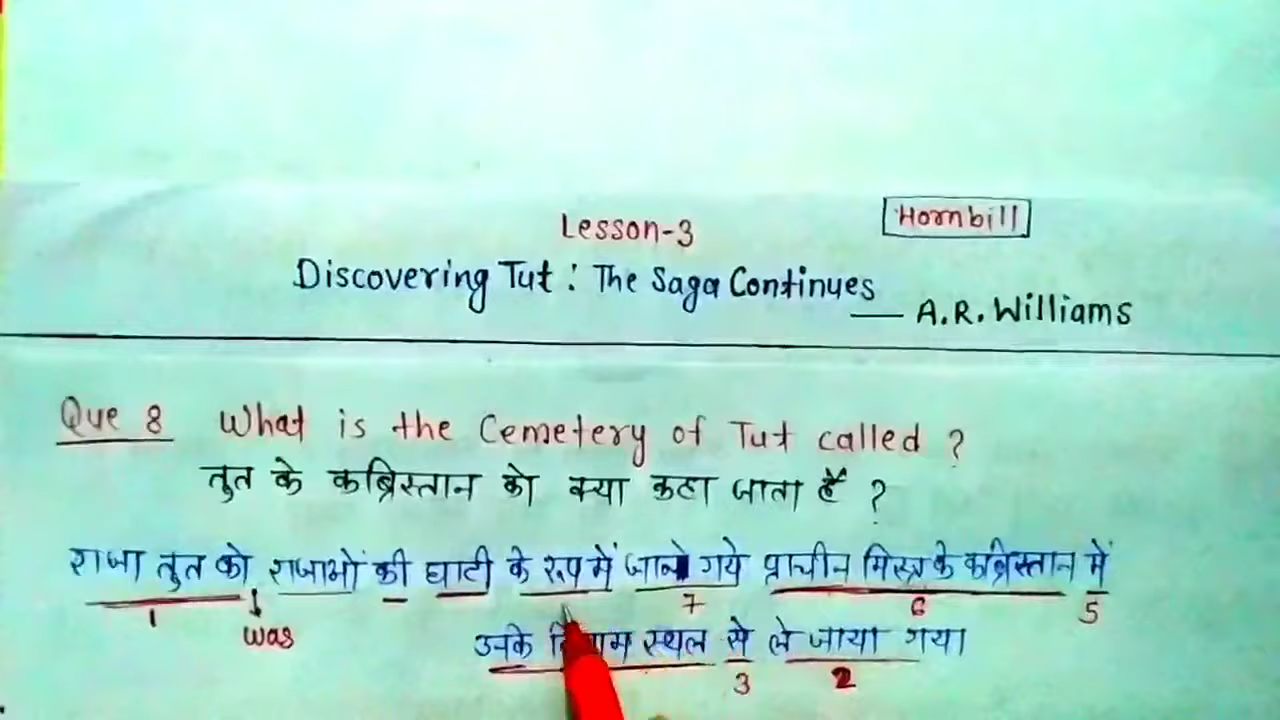 Lesson-3
Hornbill
Discovering Tut : The Saga Continues
— A.R. Williams
Que 8 What is the Cemetery of Tut called ?
तुत के कब्रिस्तान को क्या कहा जाता है ?
राजा तुत को राजाओं की घाटी के रूप में जाने गये प्राचीन मिस्त्र के कब्रिस्तान में
1 was 7 6 5
उनके स्थल से ले जाया गया
3 2